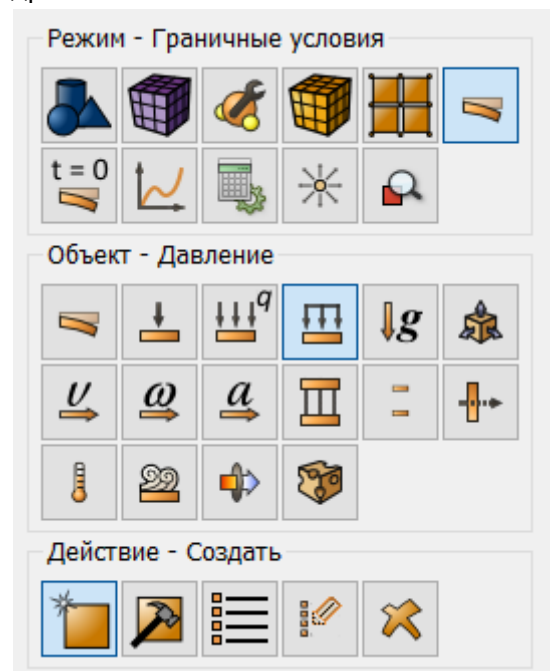 Режим - Граничные условия
t = 0
Объект - Давление
q
g
υ ω a
Действие - Создать